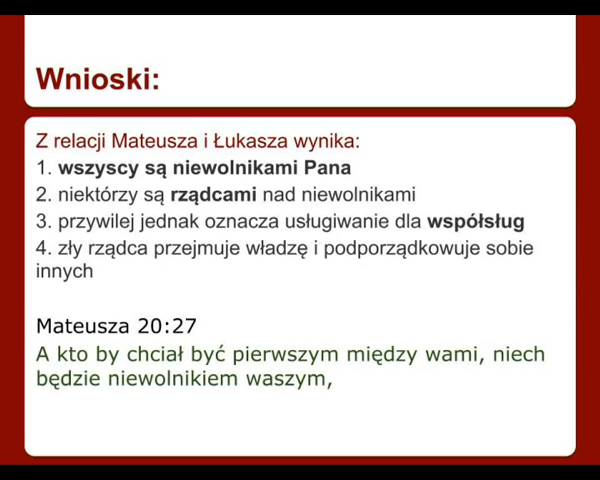 Wnioski:
Z relacji Mateusza i Łukasza wynika:
1. wszyscy są niewolnikami Pana
2. niektórzy są rządcami nad niewolnikami
3. przywilej jednak oznacza usługiwanie dla współsług
4. zły rządca przejmuje władzę i podporządkowuje sobie
innych
Mateusza 20:27
A kto by chciał być pierwszym między wami, niech
będzie niewolnikiem waszym,